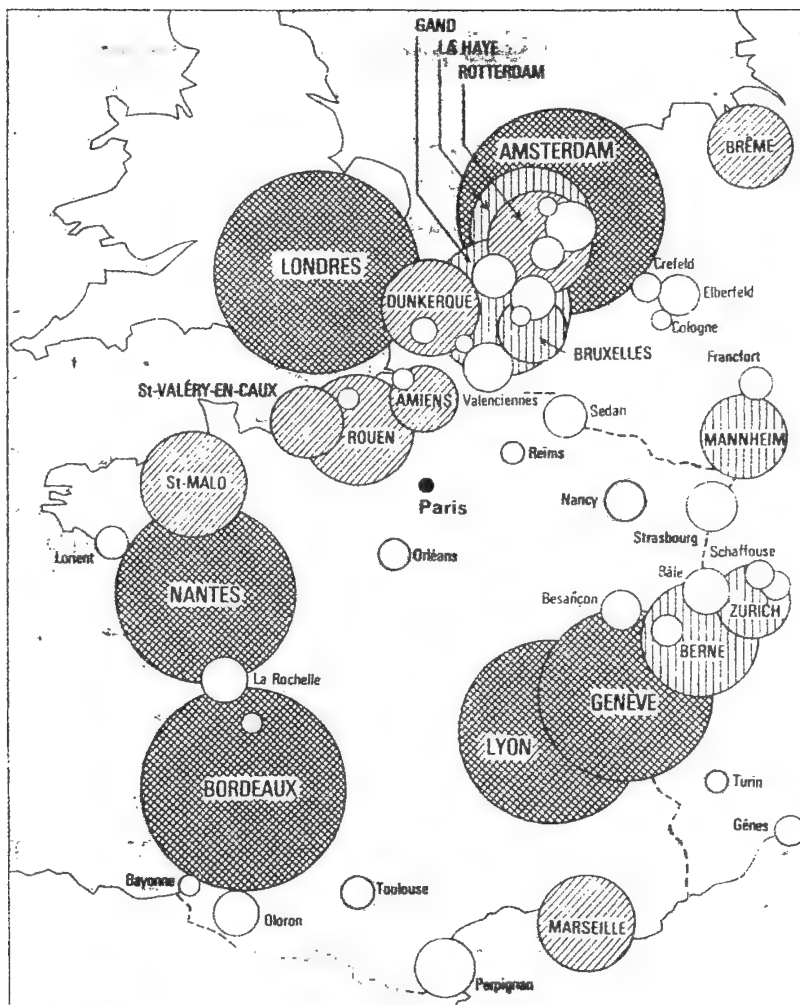 GAND
LA HAYE
ROTTERDAM
AMSTERDAM
BRÊME
LONDRES
DUNKERQUE
Crefeld
Elberfeld
Cologne
BRUXELLES
Francfort
St-VALÉRY-EN-CAUX
AMIENS
Valenciennes
Sedan
ROUEN
MANNHEIM
Reims
St-MALO
Paris
Nancy
Strasbourg
Lorient
Orléans
Schaffouse
NANTES
Bâle
Besançon
ZURICH
BERNE
La Rochelle
GENÈVE
LYON
BORDEAUX
Turin
Gênes
Bayonne
Toulouse
Oloron
MARSEILLE
Perpignan